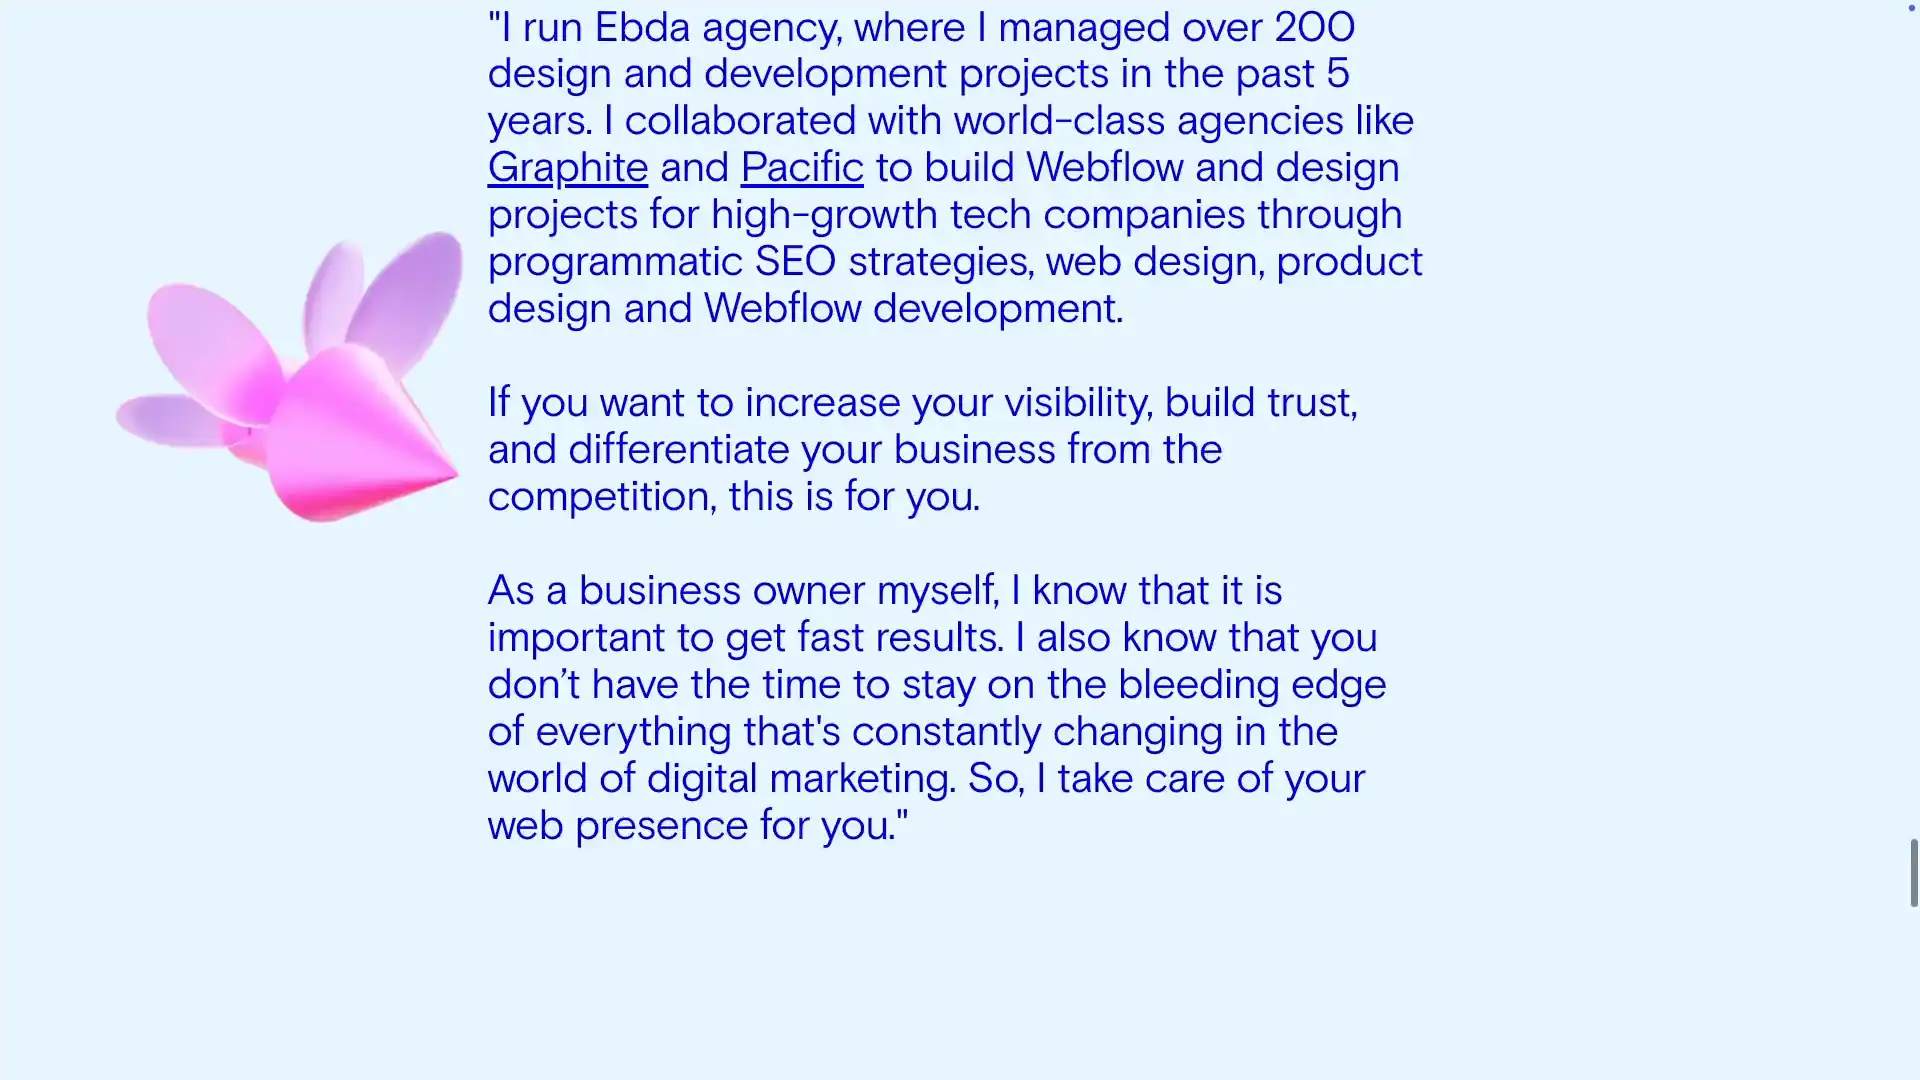 "I run Ebda agency, where I managed over 200
design and development projects in the past 5
years. I collaborated with world-class agencies like
Graphite and Pacific to build Webflow and design
projects for high-growth tech companies through
programmatic SEO strategies, web design, product
design and Webflow development.
If you want to increase your visibility, build trust,
and differentiate your business from the
competition, this is for you.
As a business owner myself, I know that it is
important to get fast results. I also know that you
don’t have the time to stay on the bleeding edge
of everything that's constantly changing in the
world of digital marketing. So, I take care of your
web presence for you."